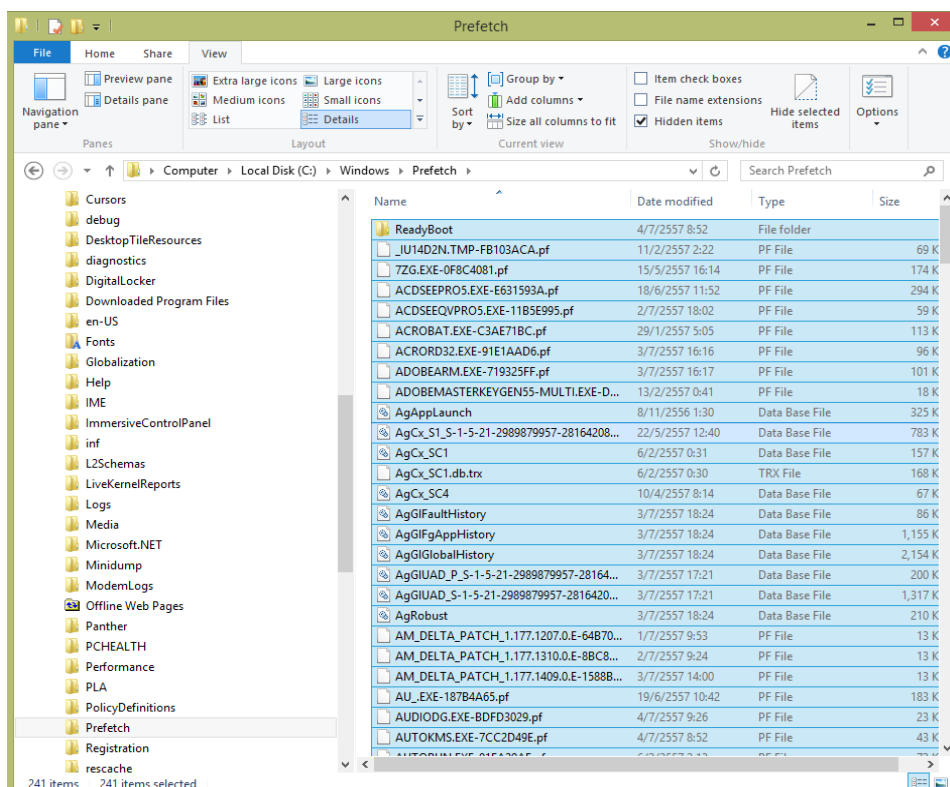 Prefetch
File Home Share View
Navigation pane
Preview pane
Details pane
Panes
Extra large icons Large icons
Medium icons Small icons
List Details
Layout
Sort by
Group by
Add columns
Size all columns to fit
Current view
Item check boxes
File name extensions
Hidden items
Hide selected items
Show/hide
Options
Computer Local Disk (C:) Windows Prefetch
Search Prefetch
Cursors
debug
DesktopTileResources
diagnostics
DigitalLocker
Downloaded Program Files
en-US
Fonts
Globalization
Help
IME
ImmersiveControlPanel
inf
L2Schemas
LiveKernelReports
Logs
Media
Microsoft.NET
Minidump
ModemLogs
Offline Web Pages
Panther
PCHEALTH
Performance
PLA
PolicyDefinitions
Prefetch
Registration
rescache
Name Date modified Type Size
ReadyBoot 4/7/2557 8:52 File folder
_IU14D2N.TMP-FB103ACA.pf 11/2/2557 2:22 PF File 69 K
7ZG.EXE-0F8C4081.pf 15/5/2557 16:14 PF File 174 K
ACDSEEPRO5.EXE-E631593A.pf 18/6/2557 11:52 PF File 294 K
ACDSEEQVPRO5.EXE-11B5E995.pf 2/7/2557 18:02 PF File 59 K
ACROBAT.EXE-C3AE71BC.pf 29/1/2557 5:05 PF File 113 K
ACRORD32.EXE-91E1AAD6.pf 3/7/2557 16:16 PF File 96 K
ADOBEARM.EXE-719325FF.pf 3/7/2557 16:17 PF File 101 K
ADOBEMASTERKEYGEN55-MULTI.EXE-D... 13/2/2557 0:41 PF File 18 K
AgAppLaunch 8/11/2556 1:30 Data Base File 325 K
AgCx_S1_S-1-5-21-2989879957-28164208... 22/5/2557 12:40 Data Base File 783 K
AgCx_SC1 6/2/2557 0:31 Data Base File 157 K
AgCx_SC1.db.trx 6/2/2557 0:30 TRX File 168 K
AgCx_SC4 10/4/2557 8:14 Data Base File 67 K
AgGlFaultHistory 3/7/2557 18:24 Data Base File 86 K
AgGlFgAppHistory 3/7/2557 18:24 Data Base File 1,155 K
AgGlGlobalHistory 3/7/2557 18:24 Data Base File 2,154 K
AgGlUAD_P_S-1-5-21-2989879957-28164... 3/7/2557 17:21 Data Base File 200 K
AgGlUAD_S-1-5-21-2989879957-2816420... 3/7/2557 17:21 Data Base File 1,317 K
AgRobust 3/7/2557 18:24 Data Base File 210 K
AM_DELTA_PATCH_1.177.1207.0.E-64B70... 1/7/2557 9:53 PF File 13 K
AM_DELTA_PATCH_1.177.1310.0.E-8BC8... 2/7/2557 9:24 PF File 13 K
AM_DELTA_PATCH_1.177.1409.0.E-1588B... 3/7/2557 14:00 PF File 13 K
AU_.EXE-187B4A65.pf 19/6/2557 10:42 PF File 183 K
AUDIODG.EXE-BDFD3029.pf 4/7/2557 9:26 PF File 23 K
AUTOKMS.EXE-7CC2D49E.pf 4/7/2557 8:52 PF File 43 K
241 items 241 items selected